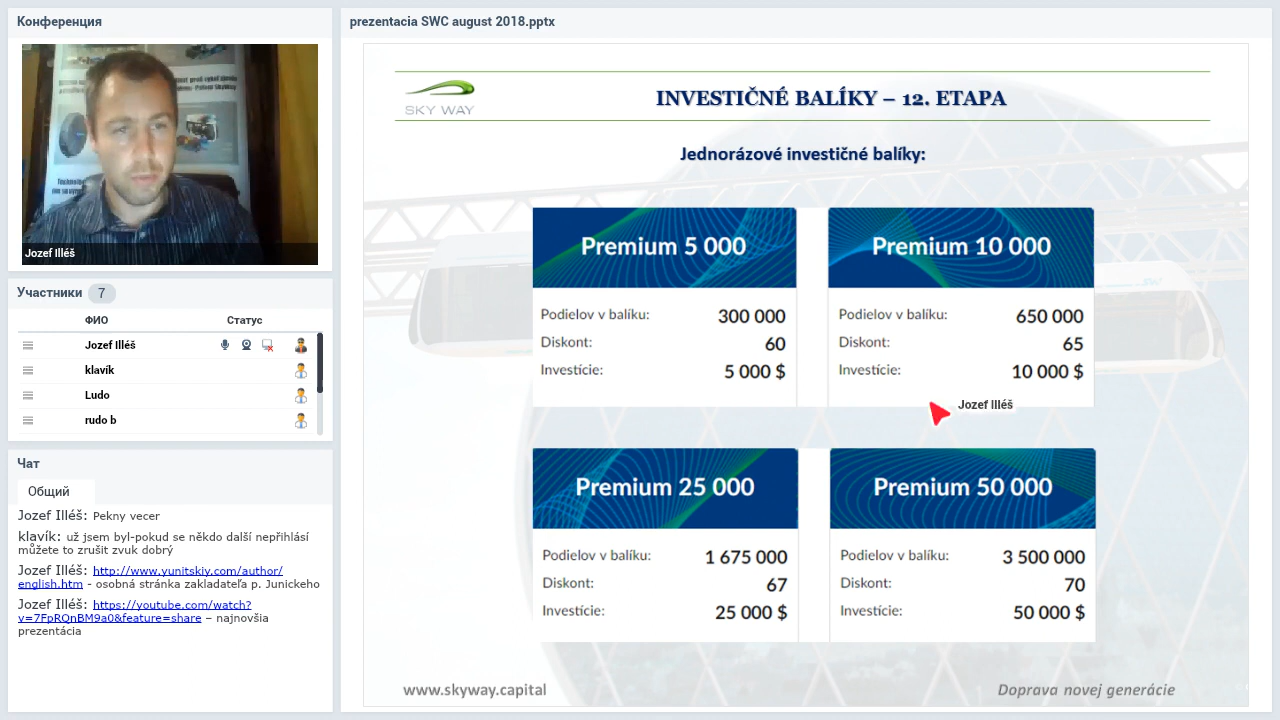 Конференция
Jozef Illéš
Участники 7
ФИО Статус
Jozef Illéš
klavík
Ludo
rudo b
Чат
Общий
Jozef Illéš: Pekny vecer
klavík: už jsem byl-pokud se někdo další nepřihlásí
můžete to zrušit zvuk dobrý
Jozef Illéš: http://www.yunitskiy.com/author/
english.htm - osobná stránka zakladateľa p. Junickeho
Jozef Illéš: https://youtube.com/watch?
v=7FpRQnBM9a0&feature=share – najnovšia
prezentácia
prezentacia SWC august 2018.pptx
SKY WAY
INVESTIČNÉ BALÍKY – 12. ETAPA
Jednorázové investičné balíky:
Premium 5 000
Podielov v balíku: 300 000
Diskont: 60
Investície: 5 000 $
Premium 10 000
Podielov v balíku: 650 000
Diskont: 65
Investície: 10 000 $
Jozef Illéš
Premium 25 000
Podielov v balíku: 1 675 000
Diskont: 67
Investície: 25 000 $
Premium 50 000
Podielov v balíku: 3 500 000
Diskont: 70
Investície: 50 000 $
www.skyway.capital
Doprava novej generácie